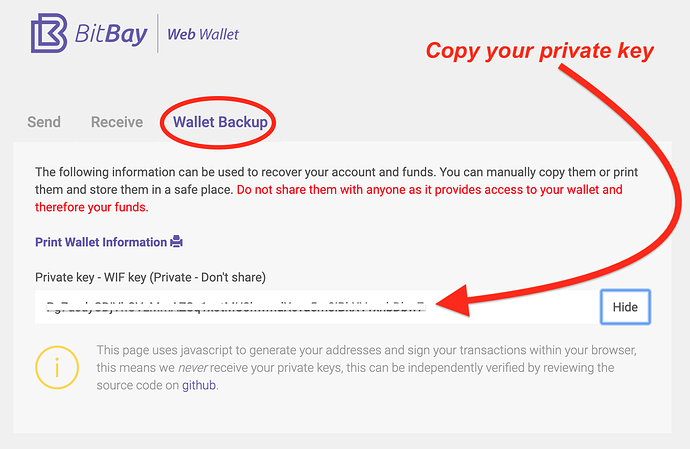 BitBay Web Wallet
Copy your private key
Send Receive Wallet Backup
The following information can be used to recover your account and funds. You can manually copy them or print
them and store them in a safe place. Do not share them with anyone as it provides access to your wallet and
therefore your funds.
Print Wallet Information
Private key - WIF key (Private - Don't share)
Hide
This page uses javascript to generate your addresses and sign your transactions within your browser,
this means we never receive your private keys, this can be independently verified by reviewing the
source code on github.